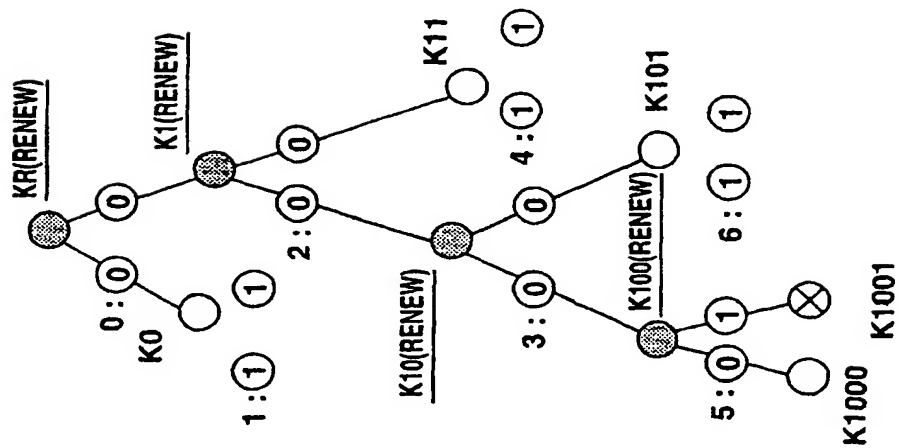 KR(RENEW)
0 : 0 0
K1(RENEW)
K0
1 : 1 1
2 : 0 0
K11
K10(RENEW)
4 : 1 1
3 : 0 0
K101
K100(RENEW)
6 : 1 1
5 : 0 1
K1000
K1001